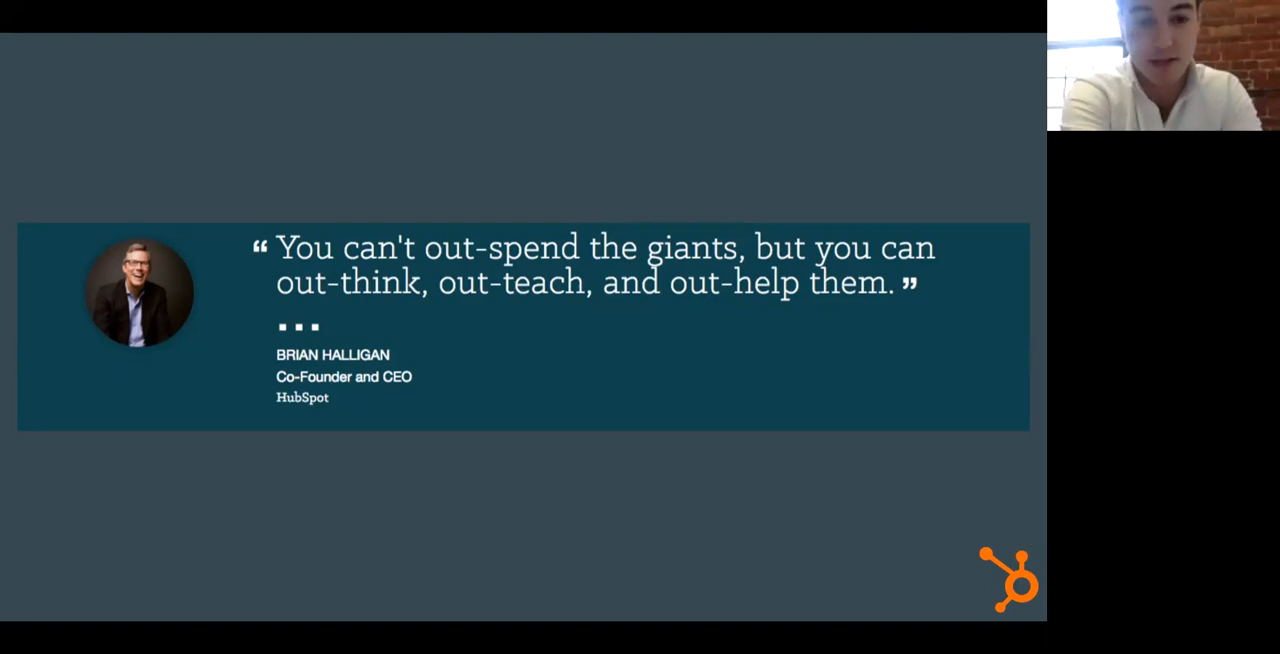 “ You can't out-spend the giants, but you can
out-think, out-teach, and out-help them. ”
...
BRIAN HALLIGAN
Co-Founder and CEO
HubSpot